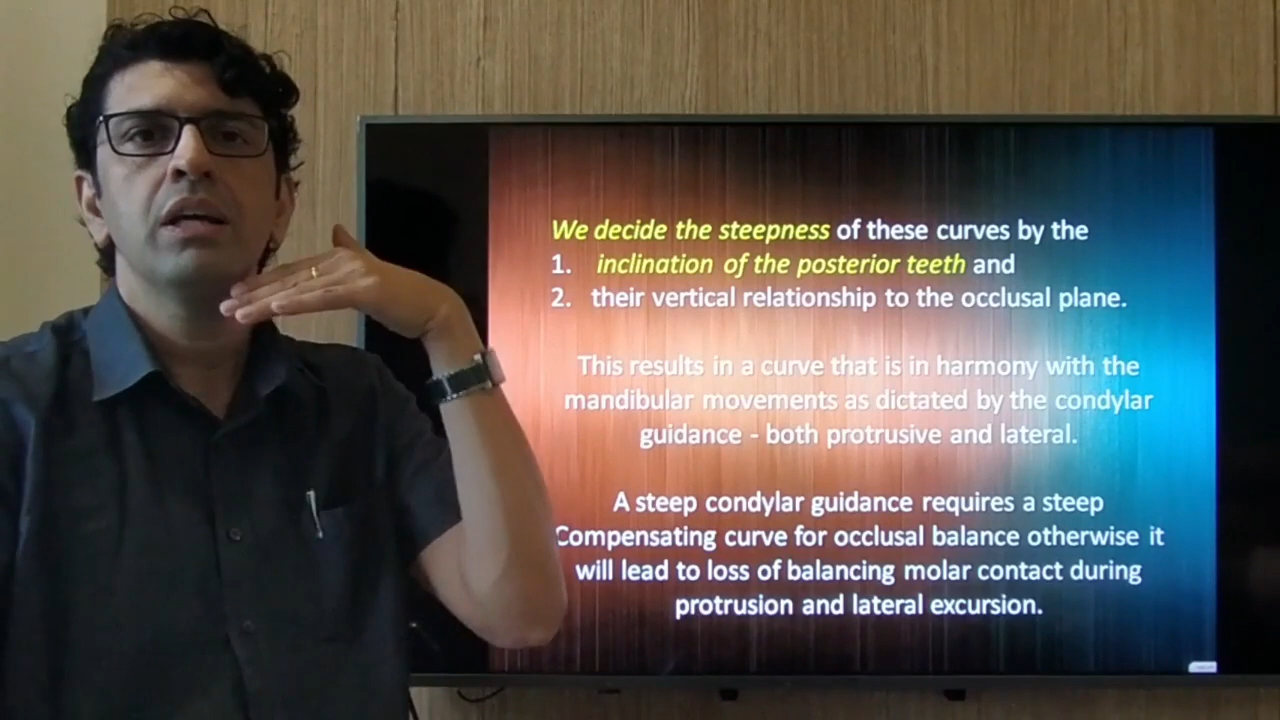 We decide the steepness of these curves by the
1. inclination of the posterior teeth and
2. their vertical relationship to the occlusal plane.
This results in a curve that is in harmony with the
mandibular movements as dictated by the condylar
guidance - both protrusive and lateral.
A steep condylar guidance requires a steep
Compensating curve for occlusal balance otherwise it
will lead to loss of balancing molar contact during
protrusion and lateral excursion.